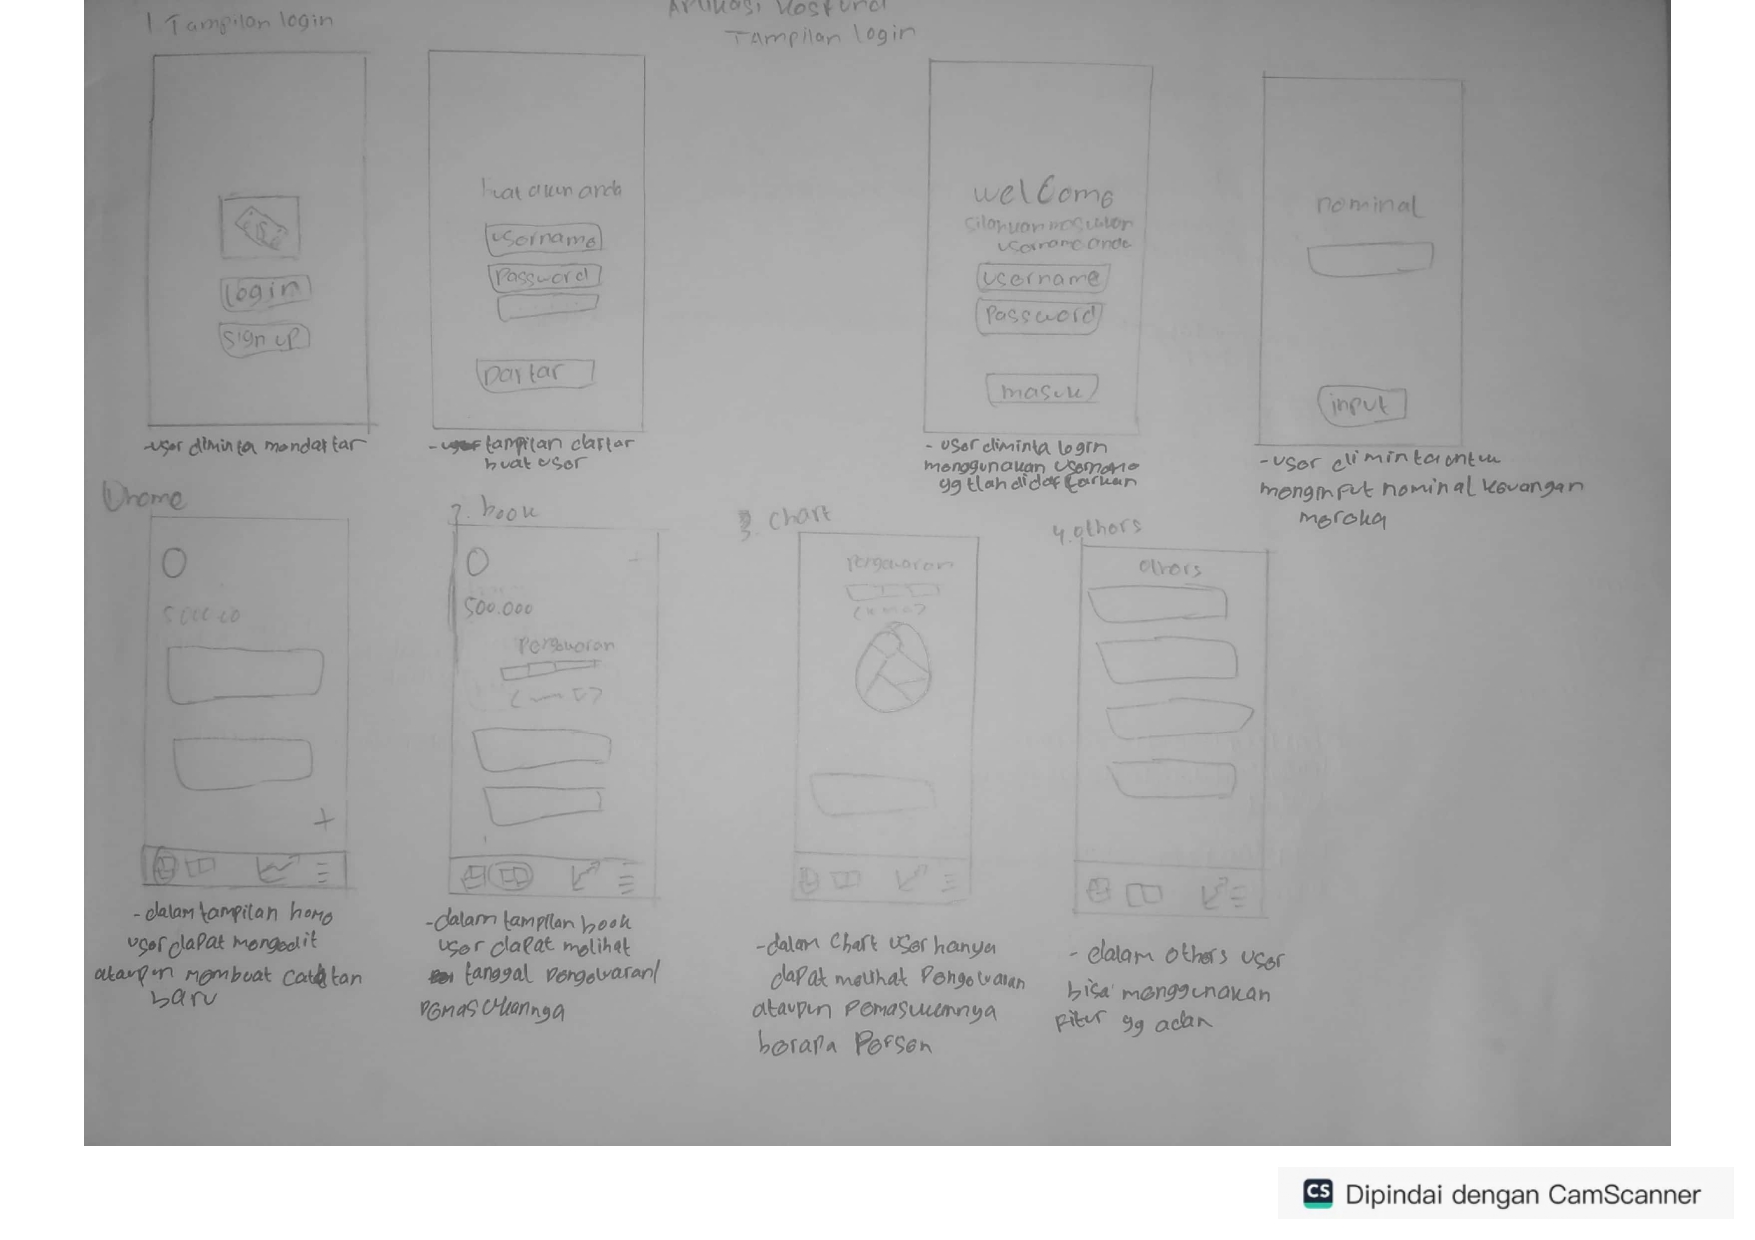 Aplikasi Kosfund
Tampilan login
1 Tampilan login
login
sign up
-user diminta mendaftar
buat akun anda
username
Password
Daftar
- tampilan daftar
buat user
welcome
silahkan masukan
username anda
username
Password
masuk
- user diminta login
menggunakan username
yg tlah didaftarkan
nominal
input
-user diminta untuk
menginput nominal keuangan
mereka
1 home
+
-dalam tampilan home
user dapat mengedit
ataupun membuat catatan
baru
2. book
500.000
Pengeluaran
-dalam tampilan book
user dapat melihat
tanggal pengeluaran/
pemasukannya
3. chart
Pengeluaran
-dalam Chart user hanya
dapat melihat Pengeluaran
ataupun pemasukannya
berapa Persen
4. others
others
- dalam others user
bisa menggunakan
fitur yg adan
CS Dipindai dengan CamScanner